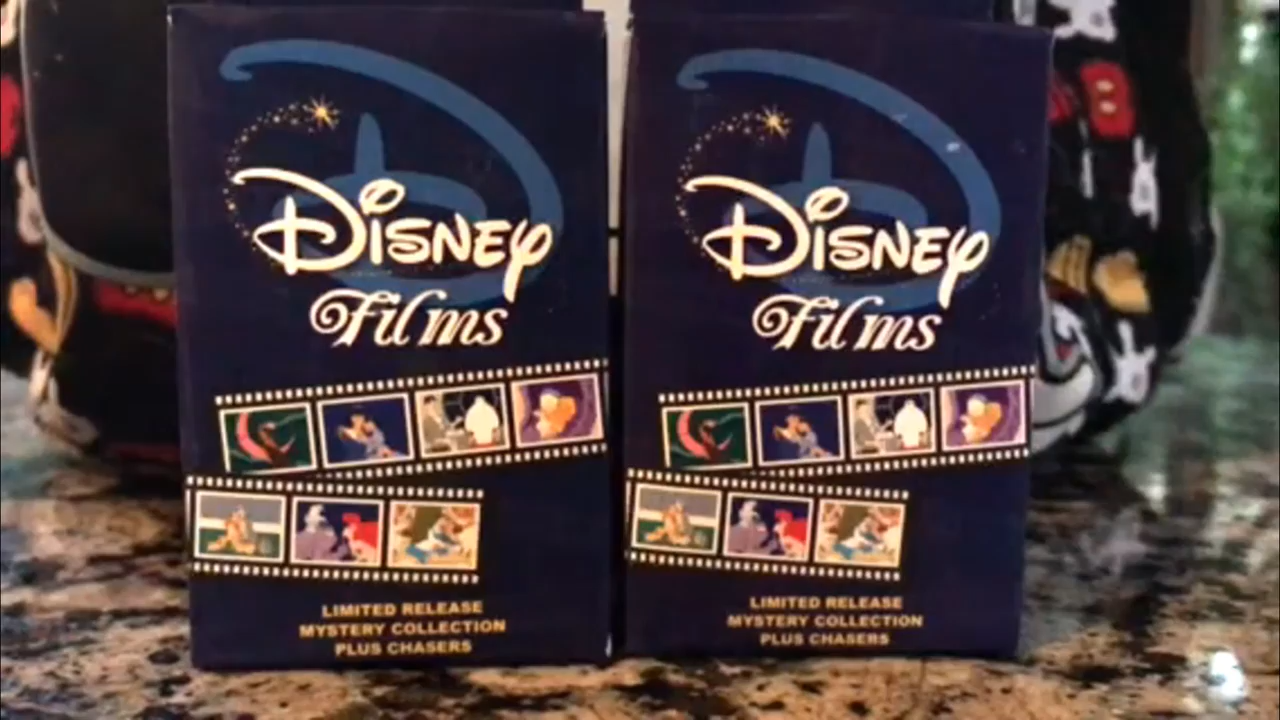 Disney
Films
LIMITED RELEASE
MYSTERY COLLECTION
PLUS CHASERS
Disney
Films
LIMITED RELEASE
MYSTERY COLLECTION
PLUS CHASERS